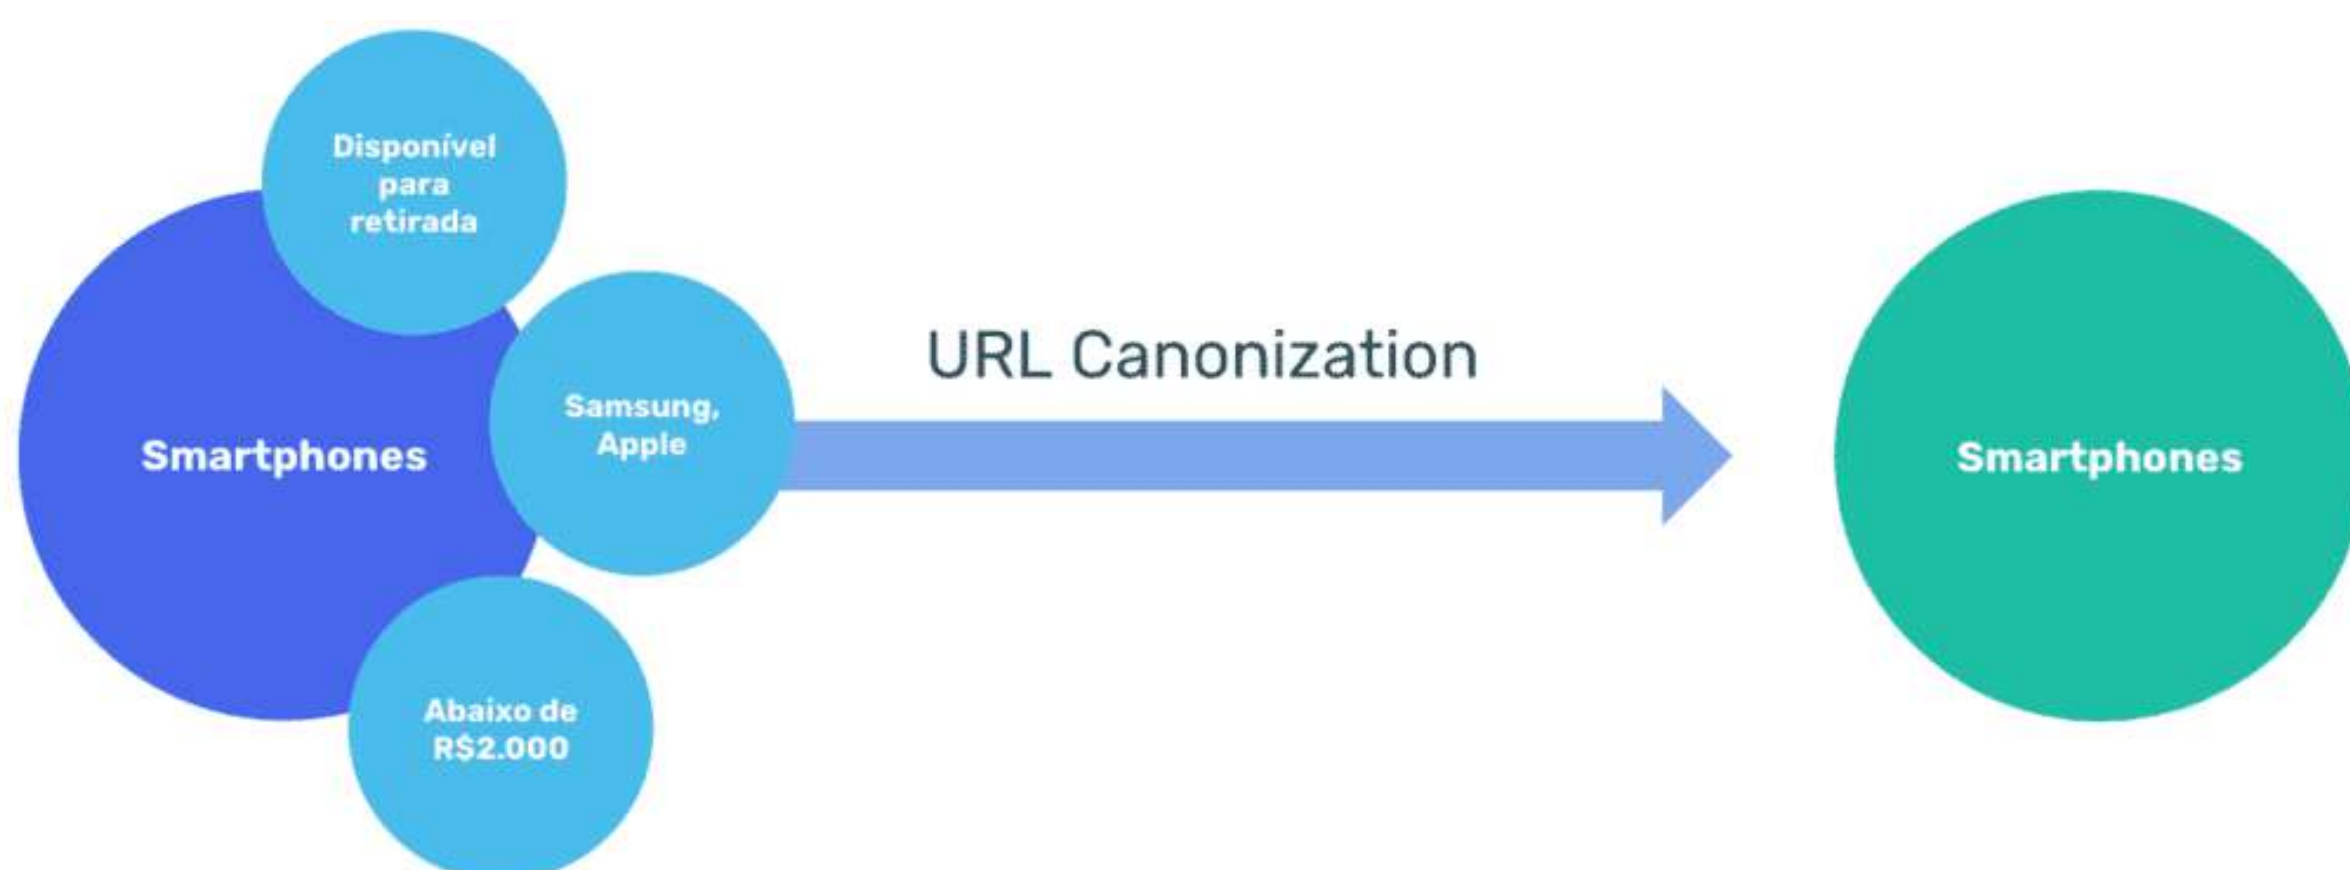 Disponível
para
retirada
Smartphones
Samsung,
Apple
Abaixo de
R$2.000
URL Canonization
Smartphones